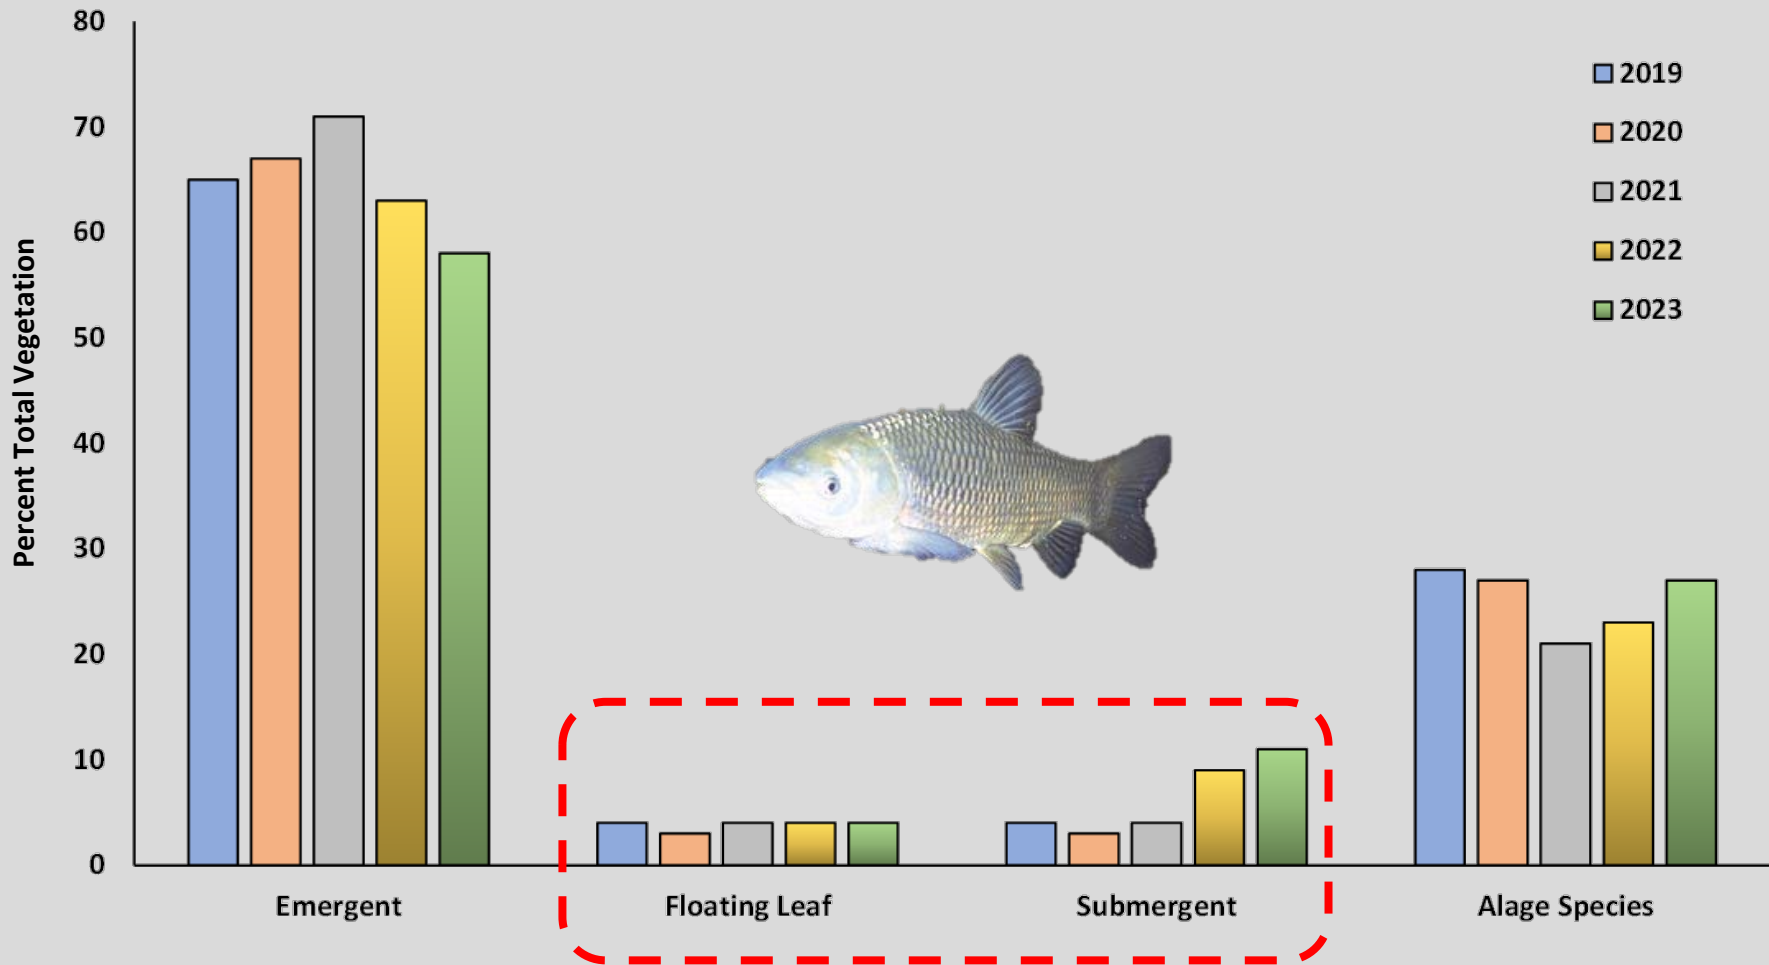 80
70
60
50
40
30
20
10
0
Percent Total Vegetation
2019
2020
2021
2022
2023
Emergent
Floating Leaf
Submergent
Alage Species